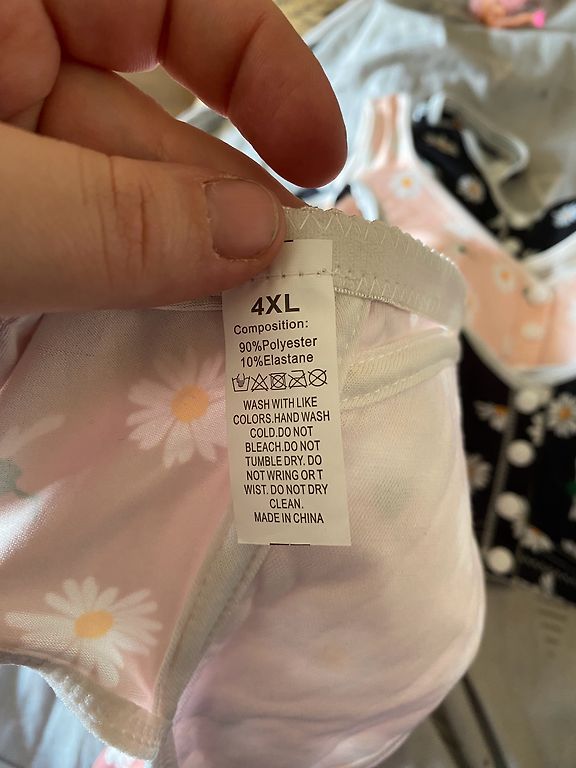 4XL
Composition:
90%Polyester
10%Elastane
WASH WITH LIKE
COLORS.HAND WASH
COLD.DO NOT
BLEACH.DO NOT
TUMBLE DRY. DO
NOT WRING OR T
WIST. DO NOT DRY
CLEAN.
MADE IN CHINA